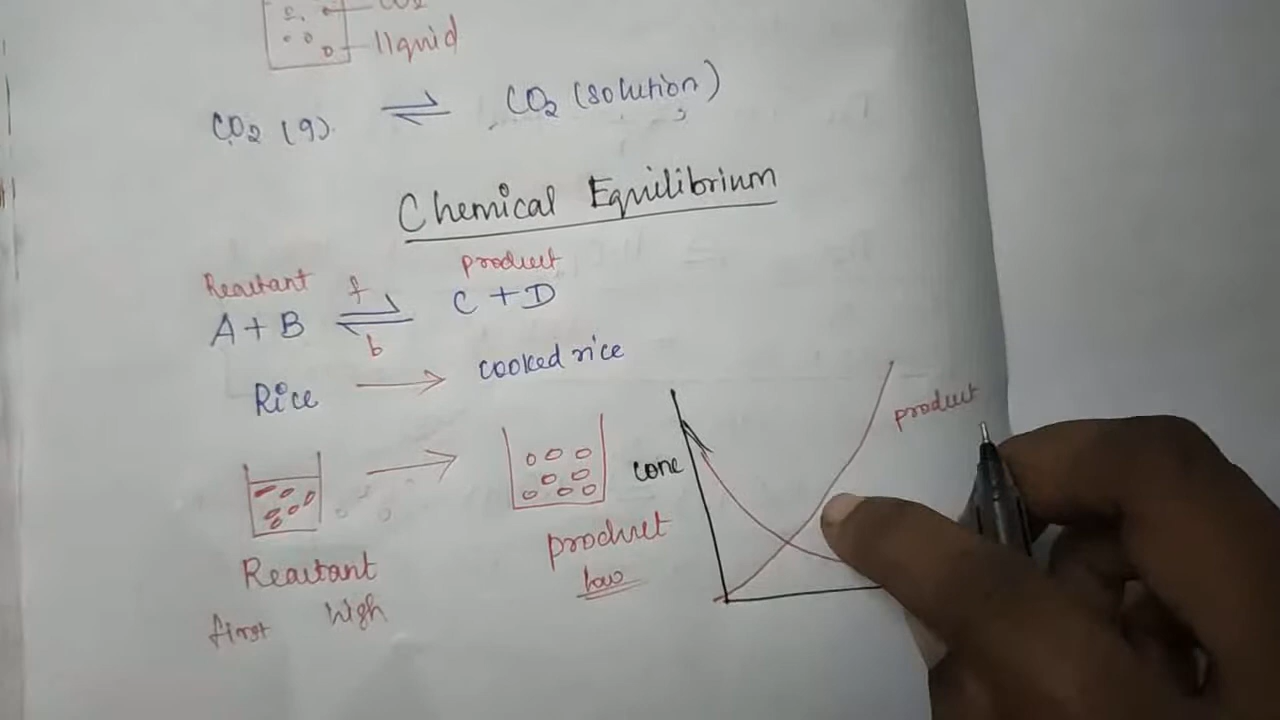 liquid
CO2 (g) ⇌ CO2 (solution)
Chemical Equilibrium
Reactant product
f
A + B ⇌ C + D
b
Rice → cooked rice
product
conc
product
low
Reactant
first high